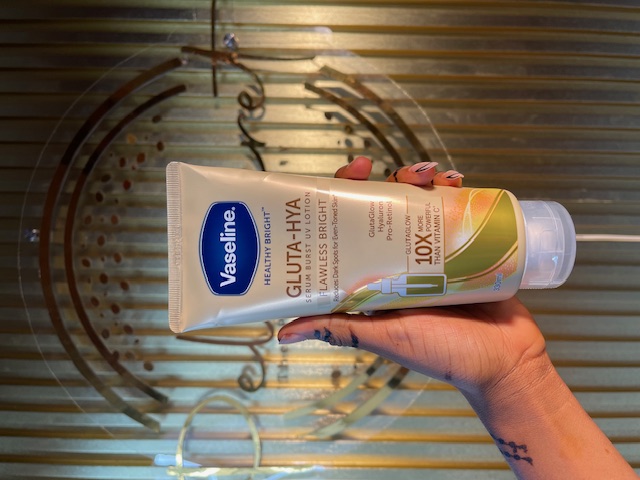 Vaseline.
HEALTHY BRIGHT™
GLUTA-HYA
SERUM BURST UV LOTION
FLAWLESS BRIGHT
Reduces Dark Spots for Even-Toned Skin
GlutaGlow
Hyaluron
Pro-Retinol
GLUTAGLOW
10X MORE
POWERFUL
THAN VITAMIN C